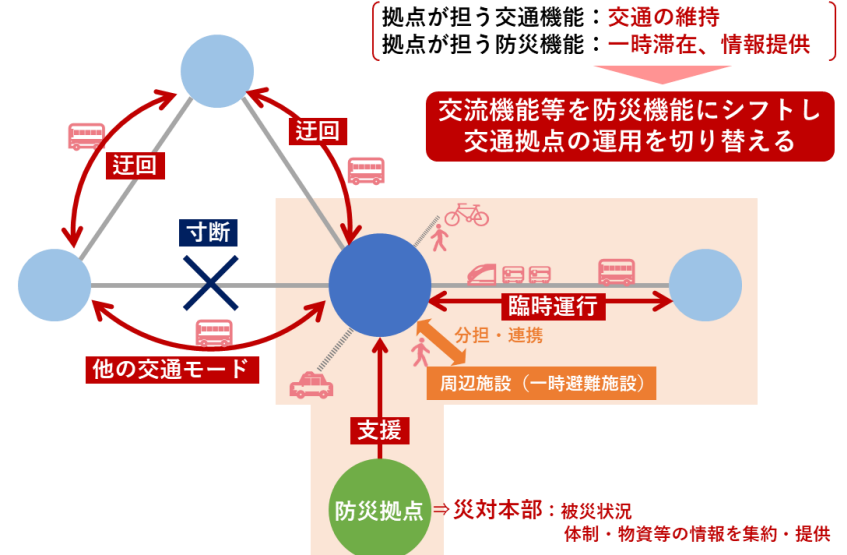 拠点が担う交通機能：交通の維持
拠点が担う防災機能：一時滞在、情報提供
交流機能等を防災機能にシフトし
交通拠点の運用を切り替える
迂回
迂回
寸断
臨時運行
分担・連携
他の交通モード
周辺施設（一時避難施設）
支援
防災拠点⇒災対本部：被災状況
体制・物資等の情報を集約・提供